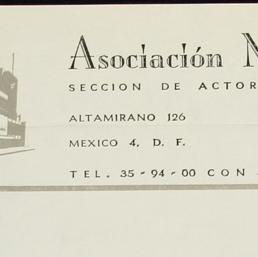 Asociación
SECCION DE ACTOR
ALTAMIRANO 126
MEXICO 4, D. F.
TEL. 35-94-00 CON